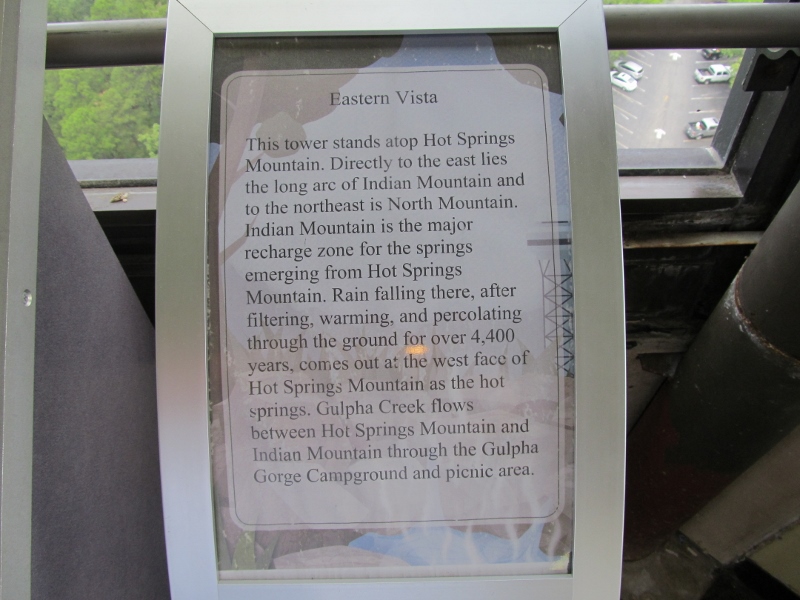 Eastern Vista
This tower stands atop Hot Springs
Mountain. Directly to the east lies
the long arc of Indian Mountain and
to the northeast is North Mountain.
Indian Mountain is the major
recharge zone for the springs
emerging from Hot Springs
Mountain. Rain falling there, after
filtering, warming, and percolating
through the ground for over 4,400
years, comes out at the west face of
Hot Springs Mountain as the hot
springs. Gulpha Creek flows
between Hot Springs Mountain and
Indian Mountain through the Gulpha
Gorge Campground and picnic area.